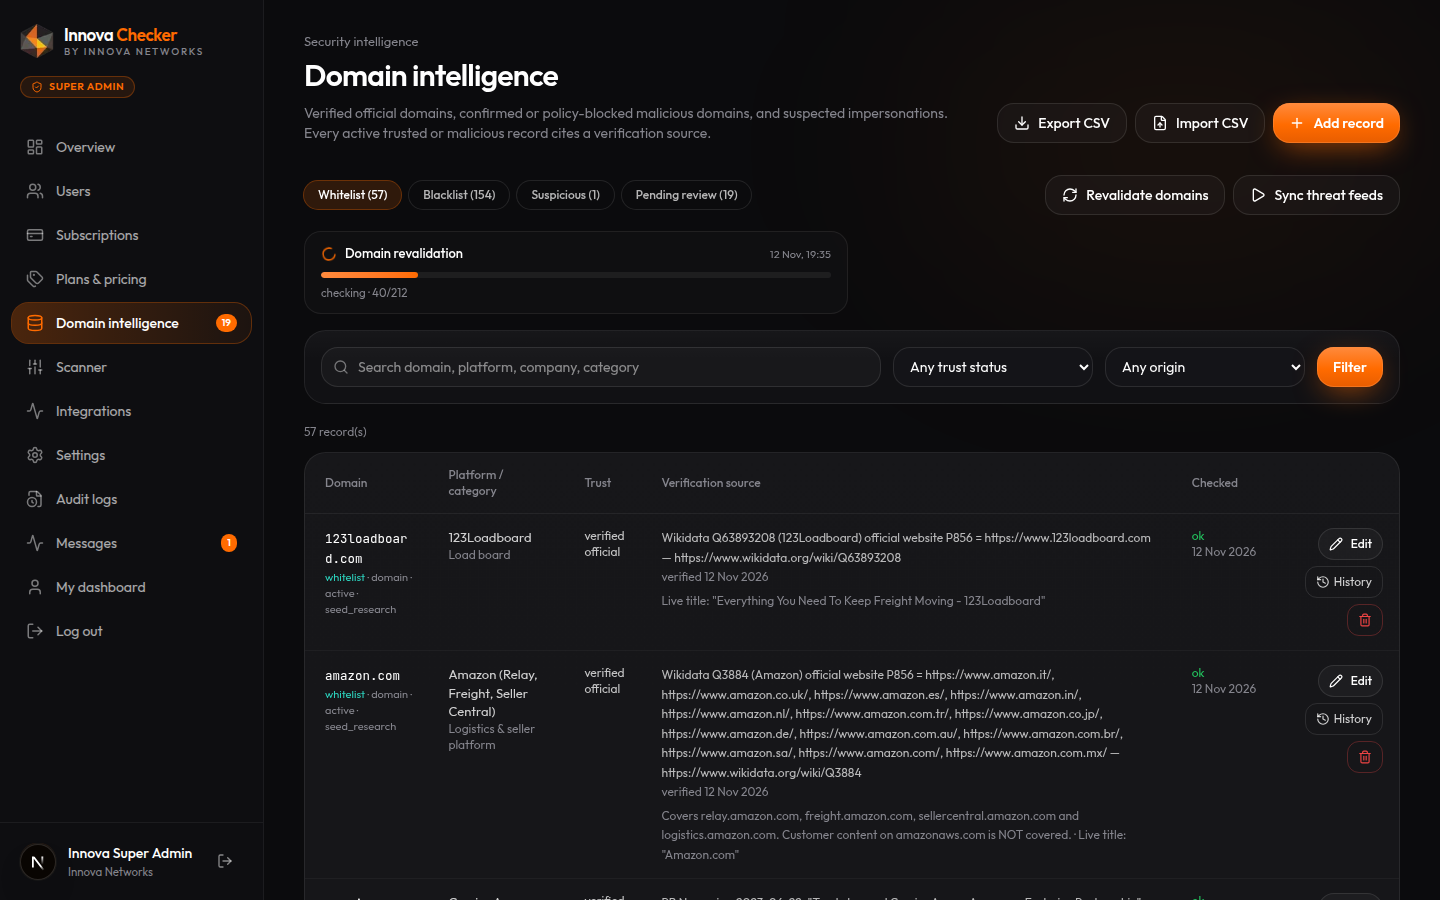 Innova Checker
BY INNOVA NETWORKS
SUPER ADMIN
Overview
Users
Subscriptions
Plans & pricing
Domain intelligence 19
Scanner
Integrations
Settings
Audit logs
Messages 1
My dashboard
Log out
N
Innova Super Admin
Innova Networks
Security intelligence
Domain intelligence
Verified official domains, confirmed or policy-blocked malicious domains, and suspected impersonations.
Every active trusted or malicious record cites a verification source.
Export CSV
Import CSV
Add record
Whitelist (57)
Blacklist (154)
Suspicious (1)
Pending review (19)
Revalidate domains
Sync threat feeds
Domain revalidation
12 Nov, 19:35
checking · 40/212
Search domain, platform, company, category
Any trust status
Any origin
Filter
57 record(s)
Domain
Platform /
category
Trust
Verification source
Checked
123loadboar
d.com
whitelist · domain ·
active ·
seed_research
123Loadboard
Load board
verified
official
Wikidata Q63893208 (123Loadboard) official website P856 = https://www.123loadboard.com
— https://www.wikidata.org/wiki/Q63893208
verified 12 Nov 2026
Live title: "Everything You Need To Keep Freight Moving - 123Loadboard"
ok
12 Nov 2026
Edit
History
amazon.com
whitelist · domain ·
active ·
seed_research
Amazon (Relay,
Freight, Seller
Central)
Logistics & seller
platform
verified
official
Wikidata Q3884 (Amazon) official website P856 = https://www.amazon.it/,
https://www.amazon.co.uk/, https://www.amazon.es/, https://www.amazon.in/,
https://www.amazon.nl/, https://www.amazon.com.tr/, https://www.amazon.co.jp/,
https://www.amazon.de/, https://www.amazon.com.au/, https://www.amazon.com.br/,
https://www.amazon.sa/, https://www.amazon.com/, https://www.amazon.com.mx/ —
https://www.wikidata.org/wiki/Q3884
verified 12 Nov 2026
Covers relay.amazon.com, freight.amazon.com, sellercentral.amazon.com and
logistics.amazon.com. Customer content on amazonaws.com is NOT covered. · Live title:
"Amazon.com"
ok
12 Nov 2026
Edit
History